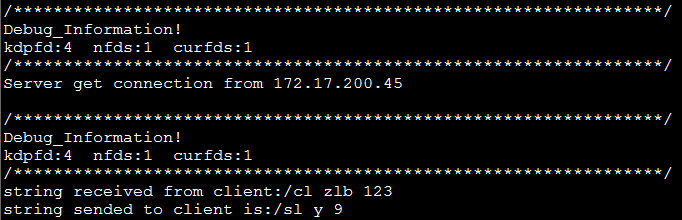 /*****************************************************************/
Debug_Information!
kdpfd:4  nfds:1  curfds:1
/*****************************************************************/
Server get connection from 172.17.200.45
/*****************************************************************/
Debug_Information!
kdpfd:4  nfds:1  curfds:1
/*****************************************************************/
string received from client:/cl zlb 123
string sended to client is:/sl y 9